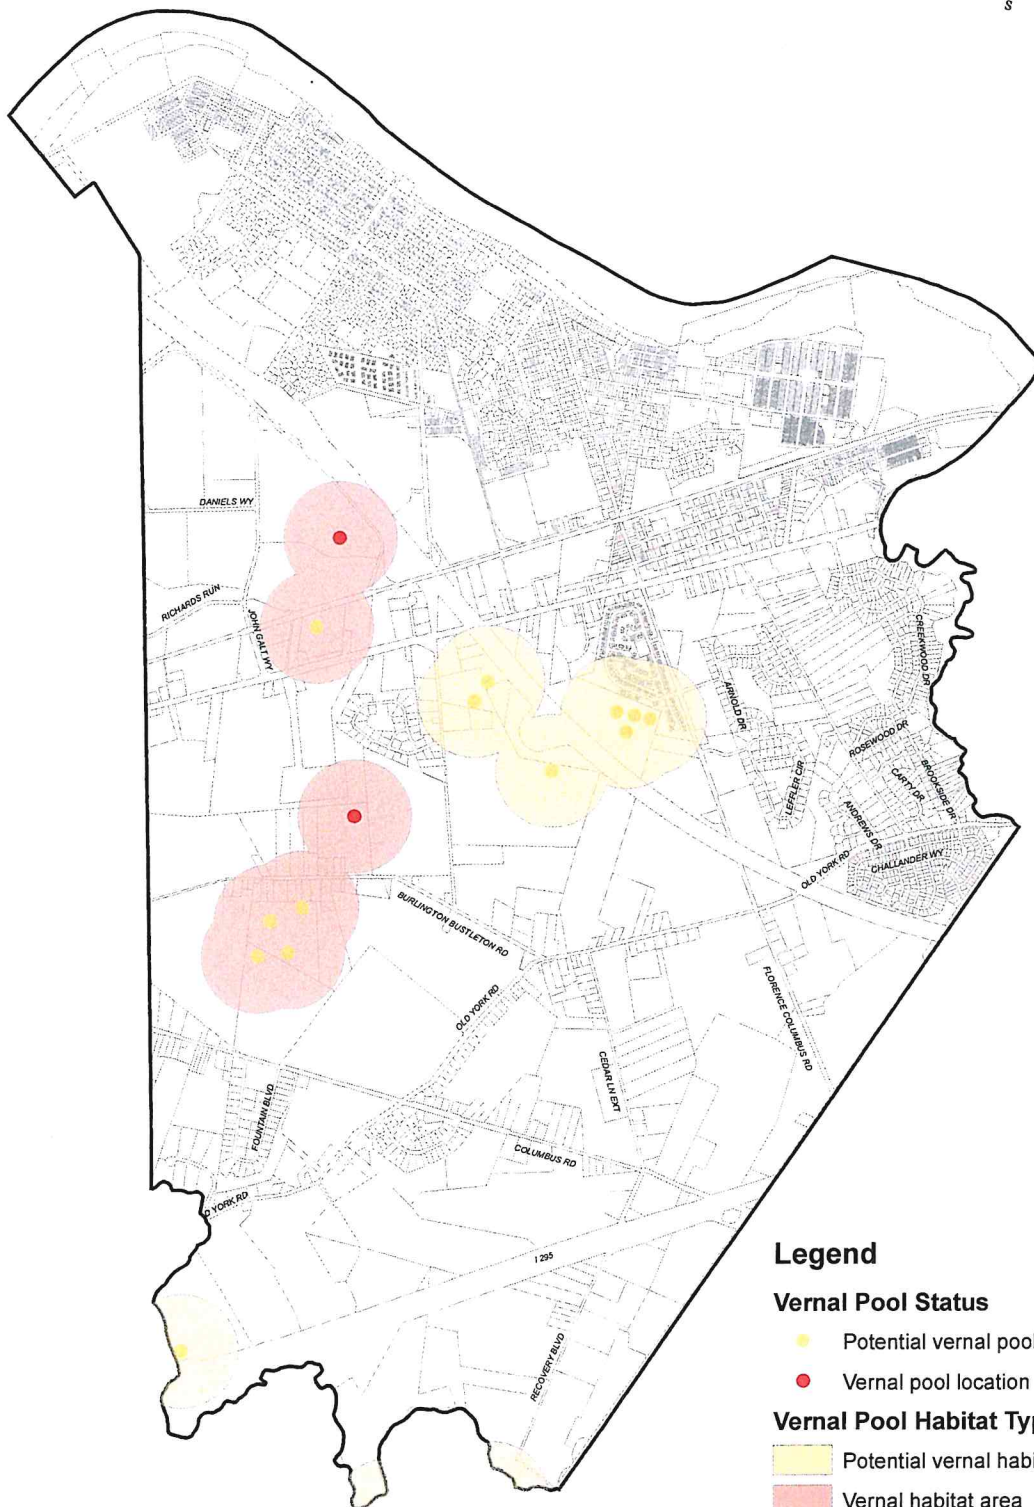 s
DANIELS WY
RICHARDS RUN
JOHN GALT WY
CREEKWOOD DR
ARNOLD DR
ROSEWOOD DR
LEFFLER CIR
CARTY DR
BROOKSIDE DR
ANDREWS DR
CHALLANDER WY
OLD YORK RD
BURLINGTON BUSTLETON RD
OLD YORK RD
FLORENCE COLUMBUS RD
CEDAR LN EXT
FOUNTAIN BLVD
COLUMBUS RD
D YORK RD
I 295
RECOVERY BLVD
Legend
Vernal Pool Status
Potential vernal pool
Vernal pool location
Vernal Pool Habitat Typ
Potential vernal habi
Vernal habitat area